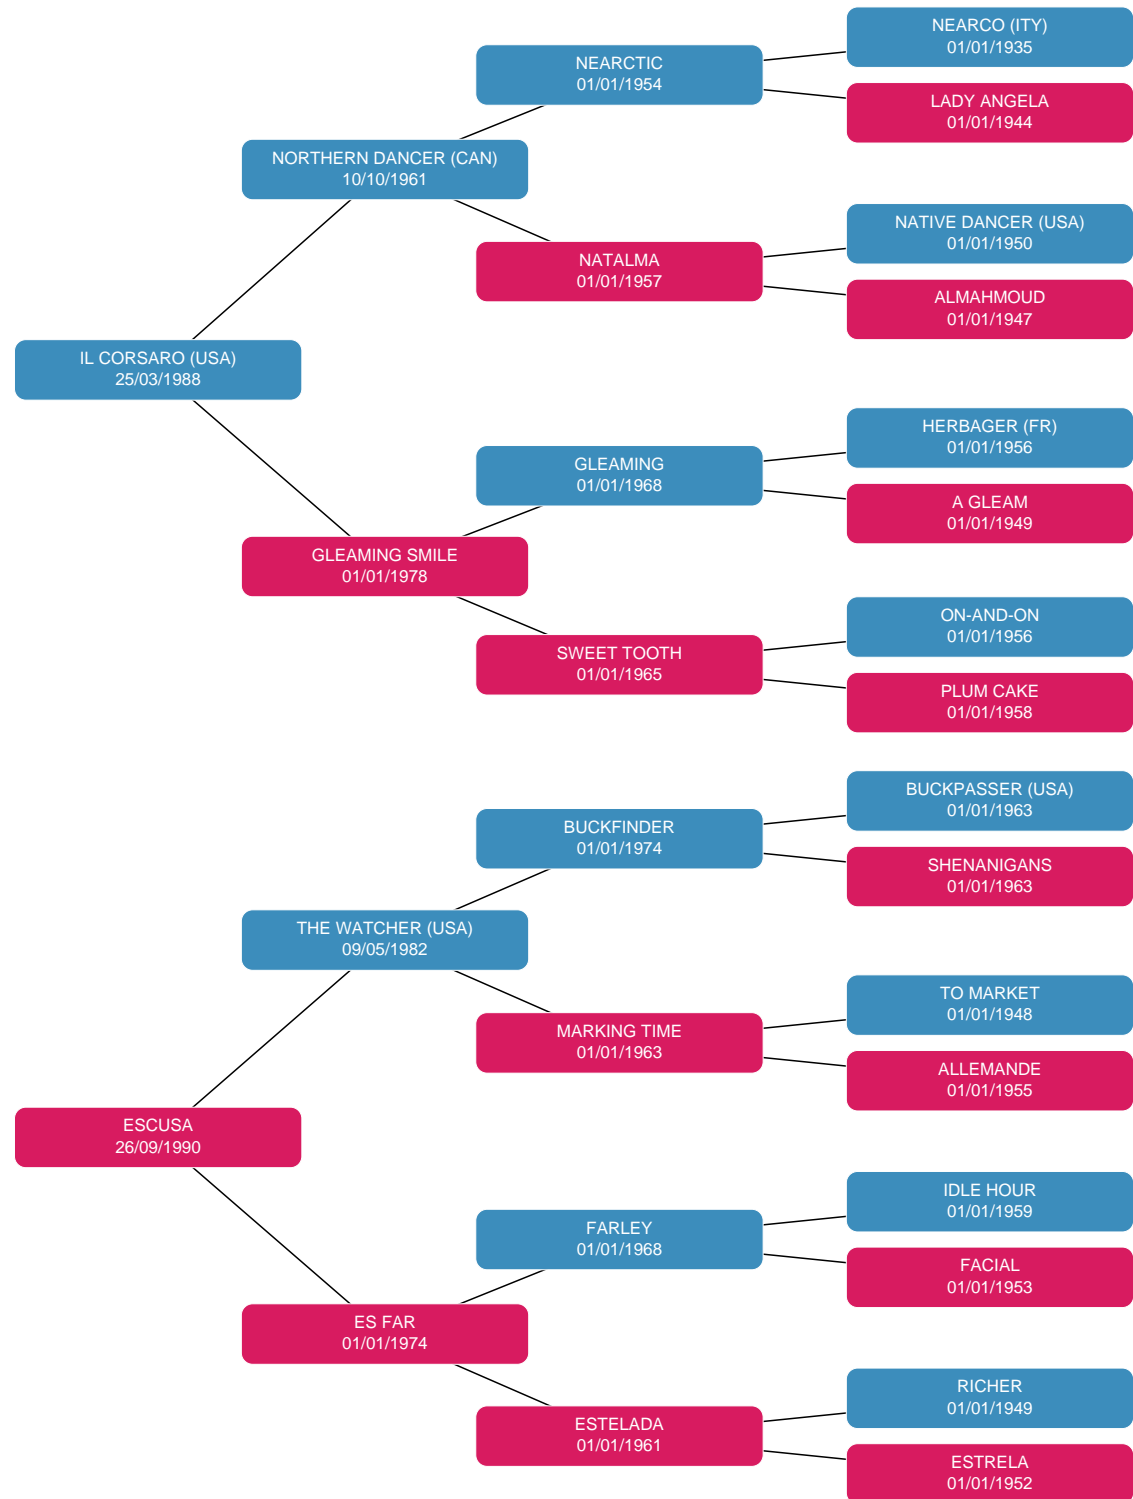 NEARCO (ITY)
01/01/1935
NEARCTIC
01/01/1954
LADY ANGELA
01/01/1944
NORTHERN DANCER (CAN)
10/10/1961
NATIVE DANCER (USA)
01/01/1950
NATALMA
01/01/1957
ALMAHMOUD
01/01/1947
IL CORSARO (USA)
25/03/1988
HERBAGER (FR)
01/01/1956
GLEAMING
01/01/1968
A GLEAM
01/01/1949
GLEAMING SMILE
01/01/1978
ON-AND-ON
01/01/1956
SWEET TOOTH
01/01/1965
PLUM CAKE
01/01/1958
BUCKPASSER (USA)
01/01/1963
BUCKFINDER
01/01/1974
SHENANIGANS
01/01/1963
THE WATCHER (USA)
09/05/1982
TO MARKET
01/01/1948
MARKING TIME
01/01/1963
ALLEMANDE
01/01/1955
ESCUSA
26/09/1990
IDLE HOUR
01/01/1959
FARLEY
01/01/1968
FACIAL
01/01/1953
ES FAR
01/01/1974
RICHER
01/01/1949
ESTELADA
01/01/1961
ESTRELA
01/01/1952